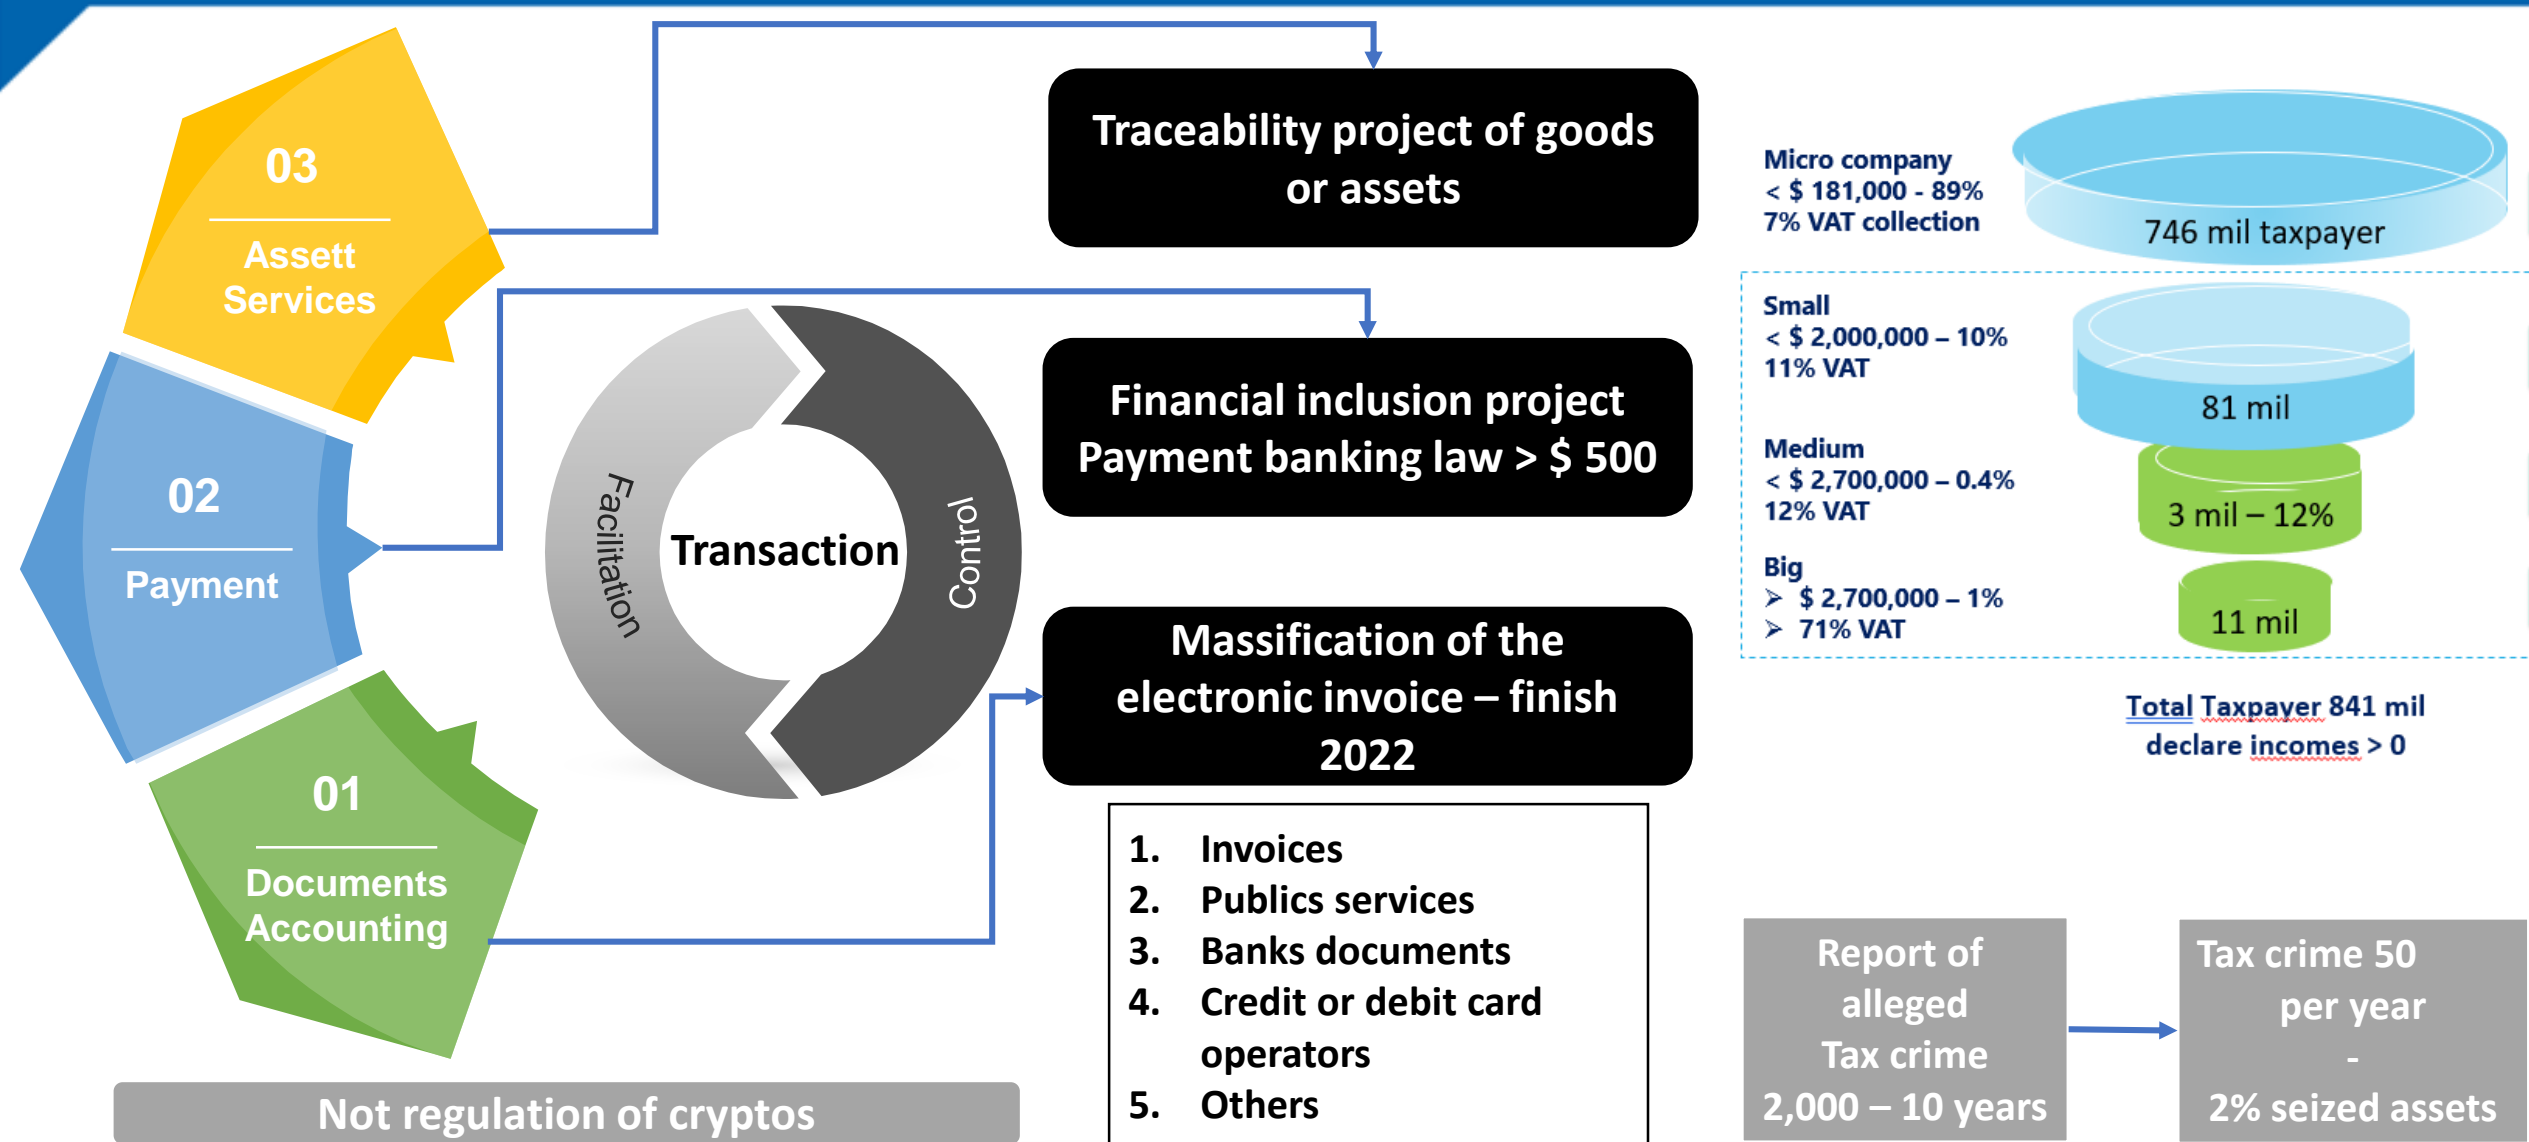 03
Assett
Services
02
Payment
01
Documents
Accounting
Not regulation of cryptos
Facilitation
Transaction
Control
Traceability project of goods
or assets
Financial inclusion project
Payment banking law > $ 500
Massification of the
electronic invoice – finish
2022
1. Invoices
2. Publics services
3. Banks documents
4. Credit or debit card
operators
5. Others
Micro company
< $ 181,000 - 89%
7% VAT collection
746 mil taxpayer
Small
< $ 2,000,000 – 10%
11% VAT
81 mil
Medium
< $ 2,700,000 – 0.4%
12% VAT
3 mil – 12%
Big
➢ $ 2,700,000 – 1%
➢ 71% VAT
11 mil
Total Taxpayer 841 mil
declare incomes > 0
Report of
alleged
Tax crime
2,000 – 10 years
Tax crime 50
per year
-
2% seized assets